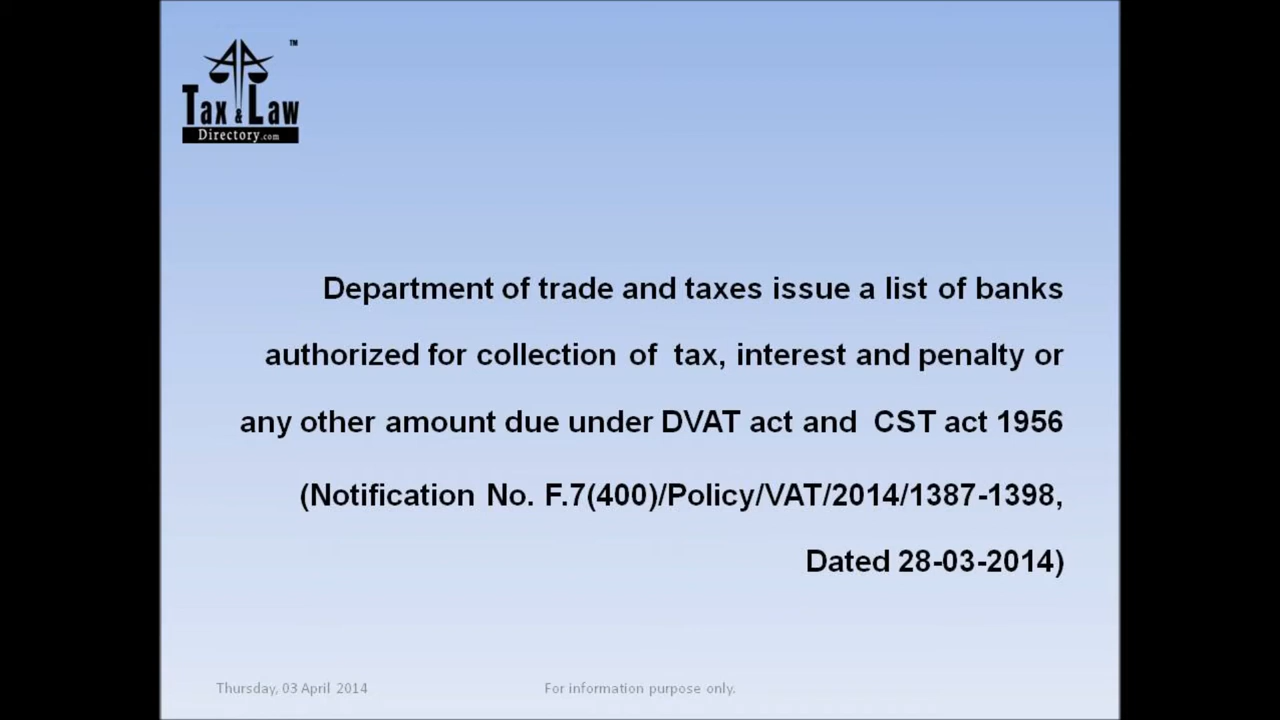 TM
Tax & Law
Directory.com
Department of trade and taxes issue a list of banks
authorized for collection of tax, interest and penalty or
any other amount due under DVAT act and CST act 1956
(Notification No. F.7(400)/Policy/VAT/2014/1387-1398,
Dated 28-03-2014)
Thursday, 03 April 2014
For information purpose only.